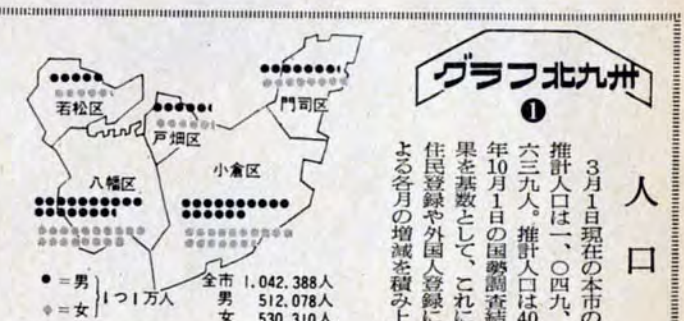 グラフ北九州
❶
人口
3月1日現在の本市の
推計人口は一、〇四九、
六三九人。推計人口は40
年10月1日の国勢調査結
果を基数として、これに
住民登録や外国人登録に
よる各月の増減を積み上
門司区
若松区
戸畑区
小倉区
八幡区
●=男
◈=女
1つ1万人
全市 1,042,388人
男 512,078人
女 530,310人